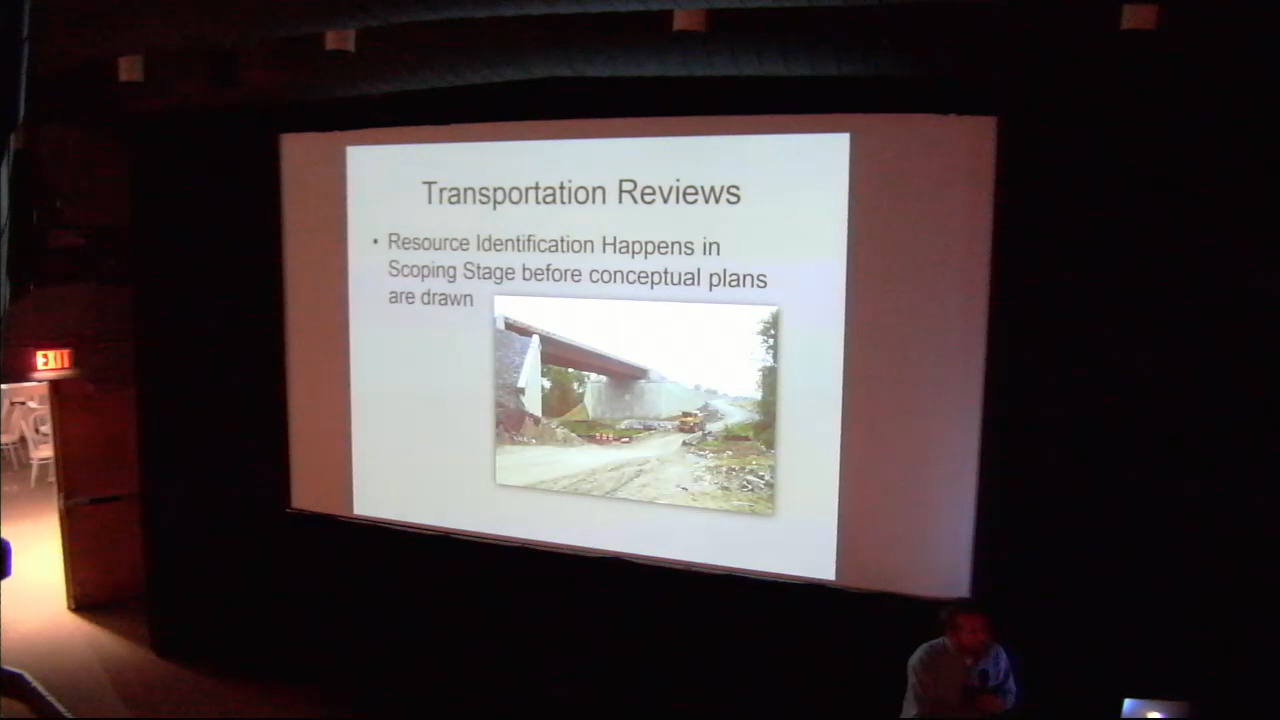 Transportation Reviews
• Resource Identification Happens in
Scoping Stage before conceptual plans
are drawn
EXIT